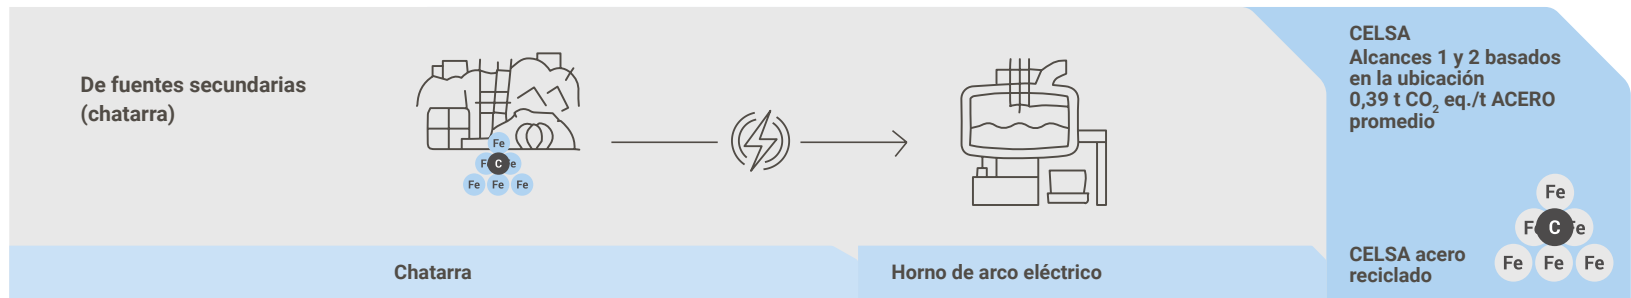 De fuentes secundarias
(chatarra)
Fe
F C e
Fe Fe Fe
Chatarra
Horno de arco eléctrico
CELSA
Alcances 1 y 2 basados
en la ubicación
0,39 t CO₂ eq./t ACERO
promedio
CELSA acero
reciclado
Fe
F C e
Fe Fe Fe